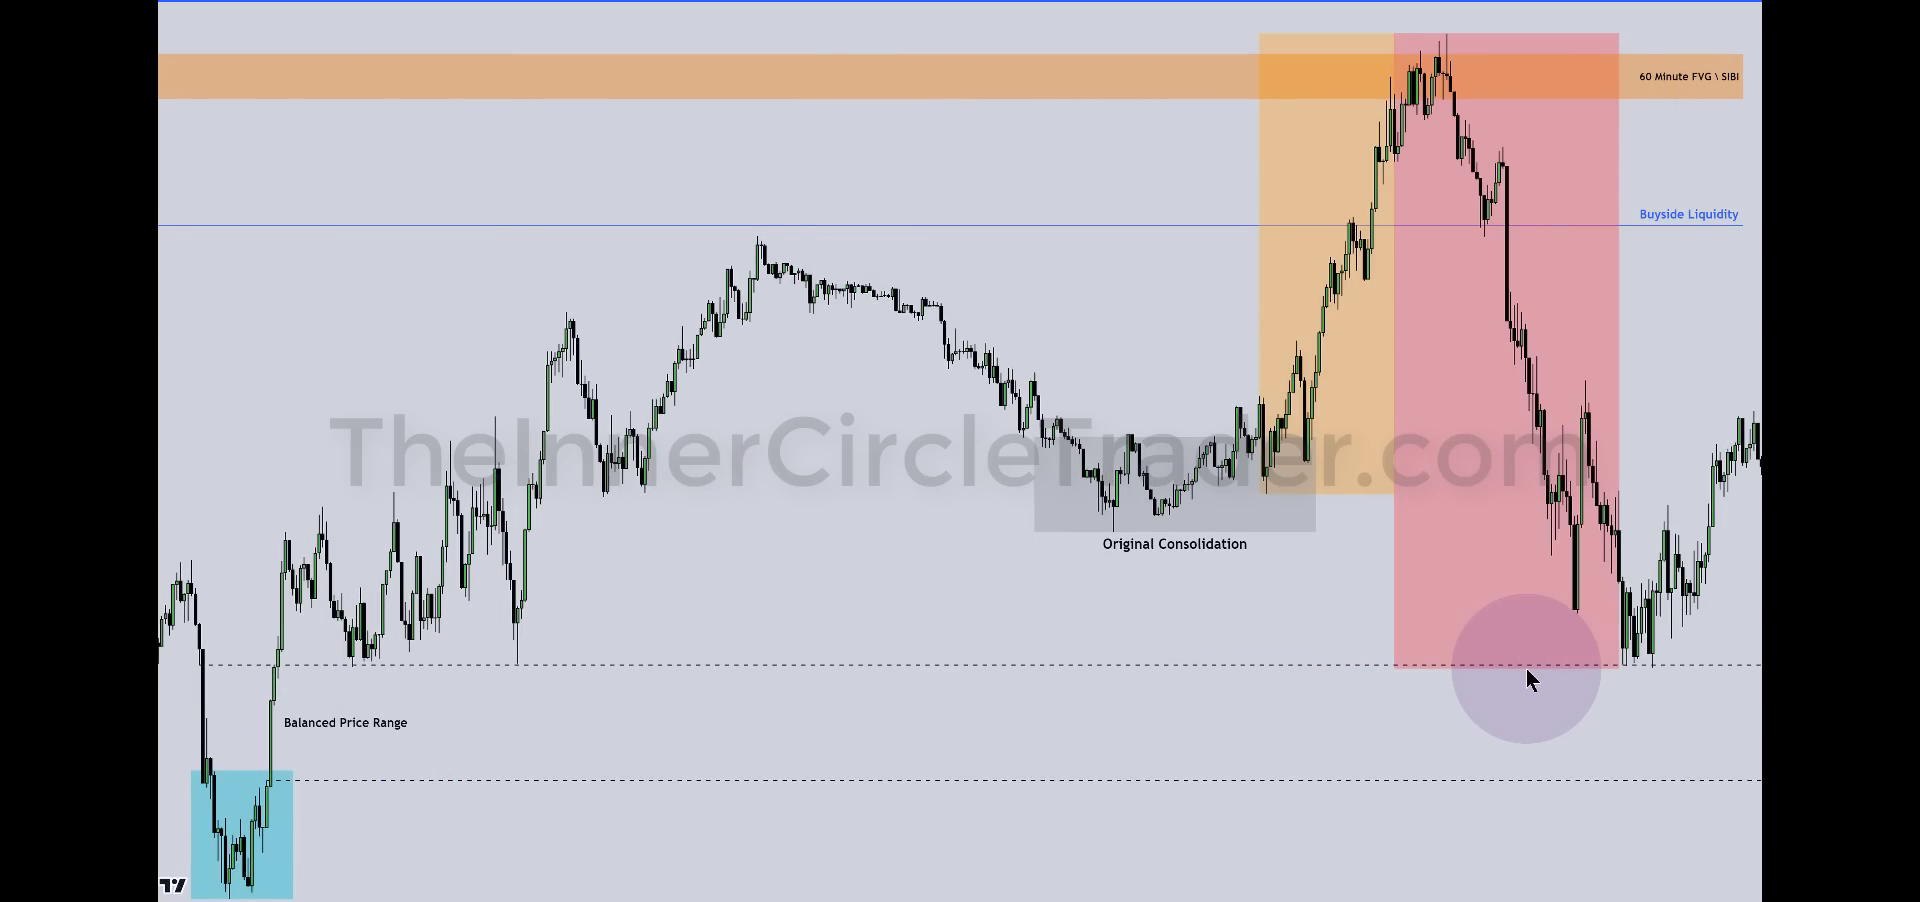 60 Minute FVG \ SIBI
Buyside Liquidity
TheInnerCircleTrader.com
Original Consolidation
Balanced Price Range